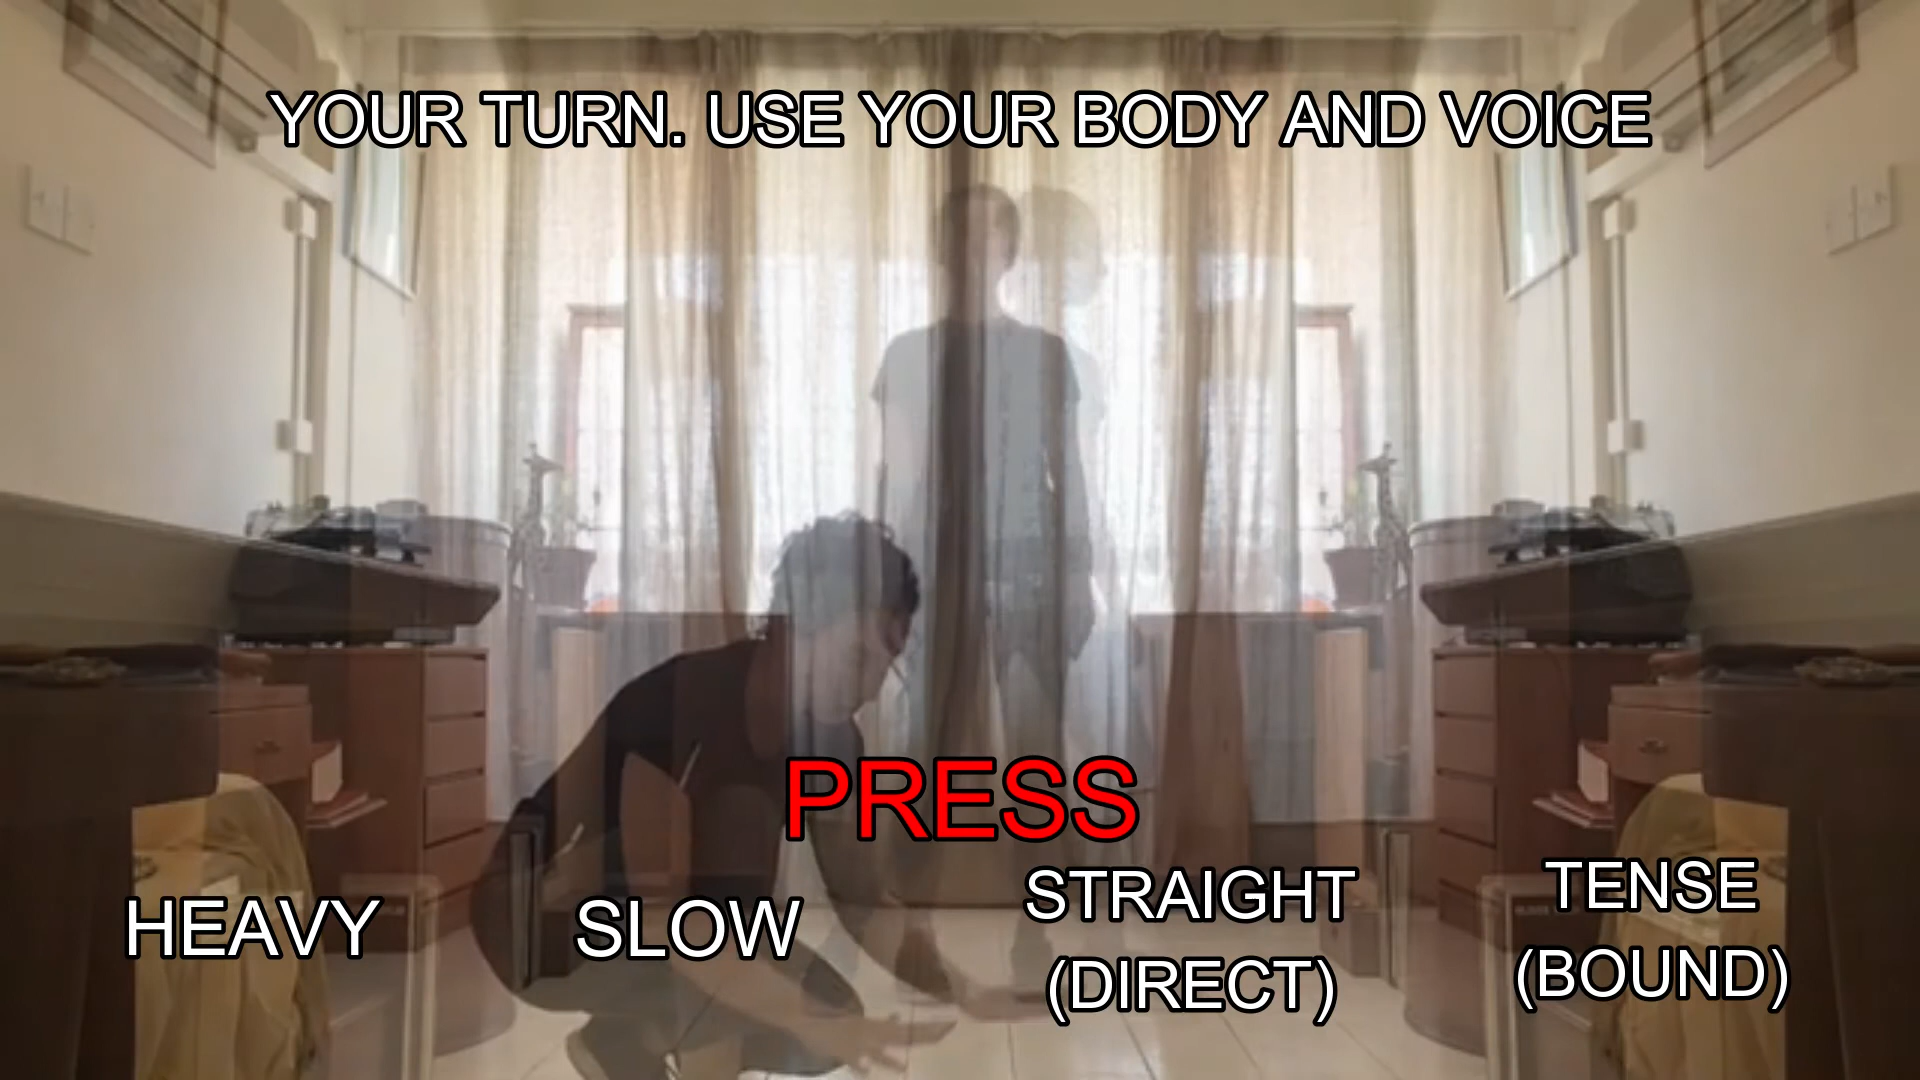 YOUR TURN. USE YOUR BODY AND VOICE
PRESS
HEAVY
SLOW
STRAIGHT
(DIRECT)
TENSE
(BOUND)